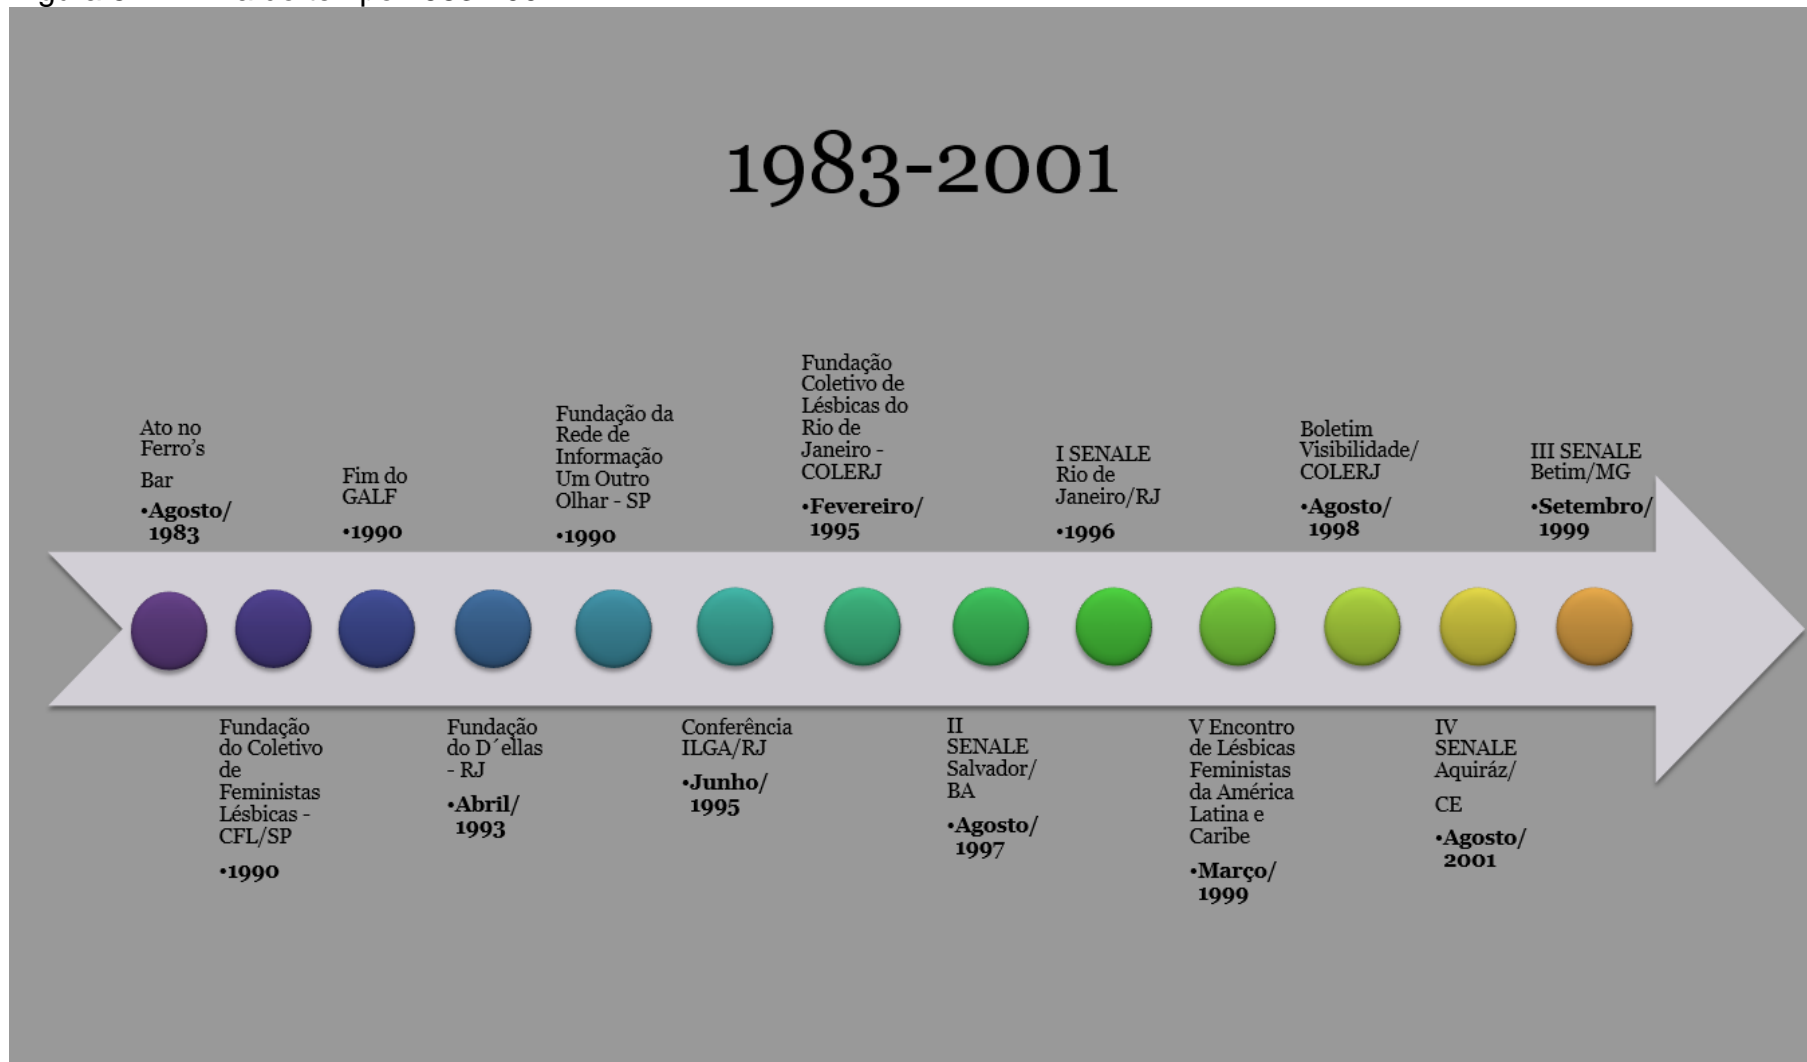 1983-2001
Ato no
Ferro’s
Bar
•Agosto/
1983
Fundação
do Coletivo
de
Feministas
Lésbicas -
CFL/SP
•1990
Fim do
GALF
•1990
Fundação
do D´ellas
- RJ
•Abril/
1993
Fundação da
Rede de
Informação
Um Outro
Olhar - SP
•1990
Conferência
ILGA/RJ
•Junho/
1995
Fundação
Coletivo de
Lésbicas do
Rio de
Janeiro -
COLERJ
•Fevereiro/
1995
II
SENALE
Salvador/
BA
•Agosto/
1997
I SENALE
Rio de
Janeiro/RJ
•1996
V Encontro
de Lésbicas
Feministas
da América
Latina e
Caribe
•Março/
1999
Boletim
Visibilidade/
COLERJ
•Agosto/
1998
IV
SENALE
Aquiráz/
CE
•Agosto/
2001
III SENALE
Betim/MG
•Setembro/
1999